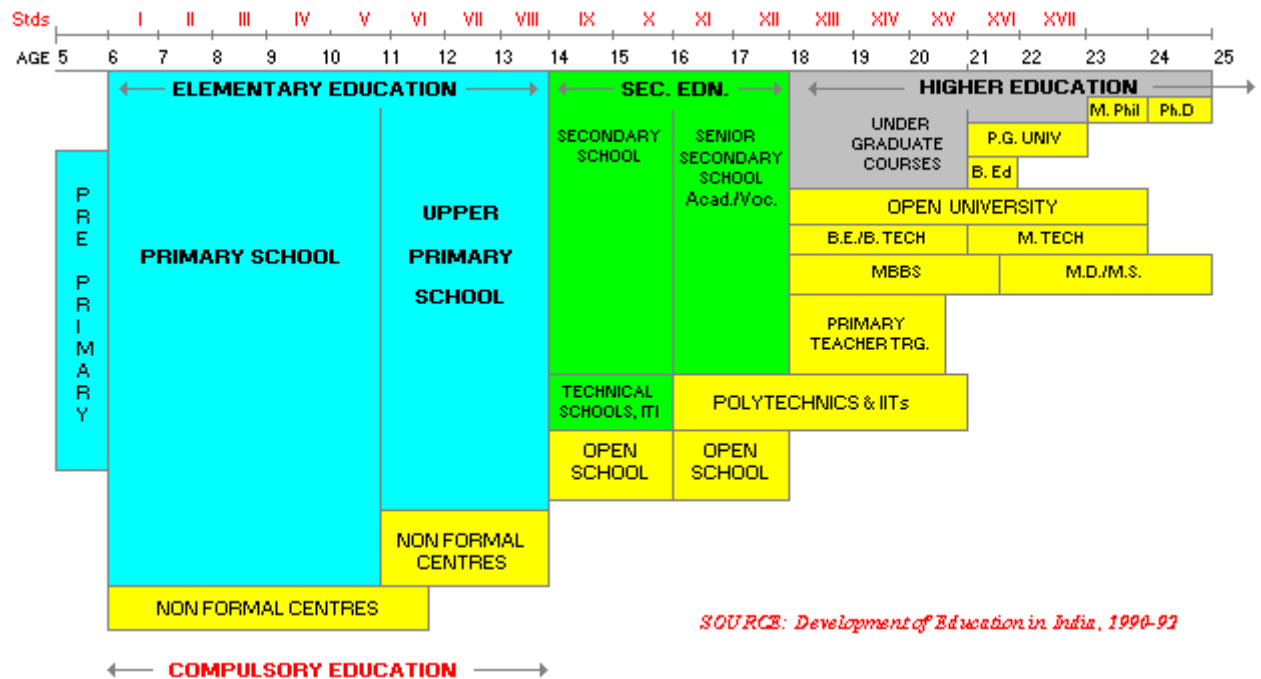 Stds I II III IV V VI VII VIII IX X XI XII XIII XIV XV XVI XVII
AGE 5 6 7 8 9 10 11 12 13 14 15 16 17 18 19 20 21 22 23 24 25
ELEMENTARY EDUCATION
SEC. EDN.
HIGHER EDUCATION
PRE PRIMARY
PRIMARY SCHOOL
UPPER
PRIMARY
SCHOOL
NON FORMAL
CENTRES
NON FORMAL CENTRES
SECONDARY
SCHOOL
SENIOR
SECONDARY
SCHOOL
Acad./Voc.
TECHNICAL
SCHOOLS, ITI
POLYTECHNICS & IITs
OPEN
SCHOOL
OPEN
SCHOOL
UNDER
GRADUATE
COURSES
M. Phil
Ph.D
P.G. UNIV
B. Ed
OPEN UNIVERSITY
B.E./B. TECH
M. TECH
MBBS
M.D./M.S.
PRIMARY
TEACHER TRG.
SOURCE: Development of Education in India, 1990-93
COMPULSORY EDUCATION